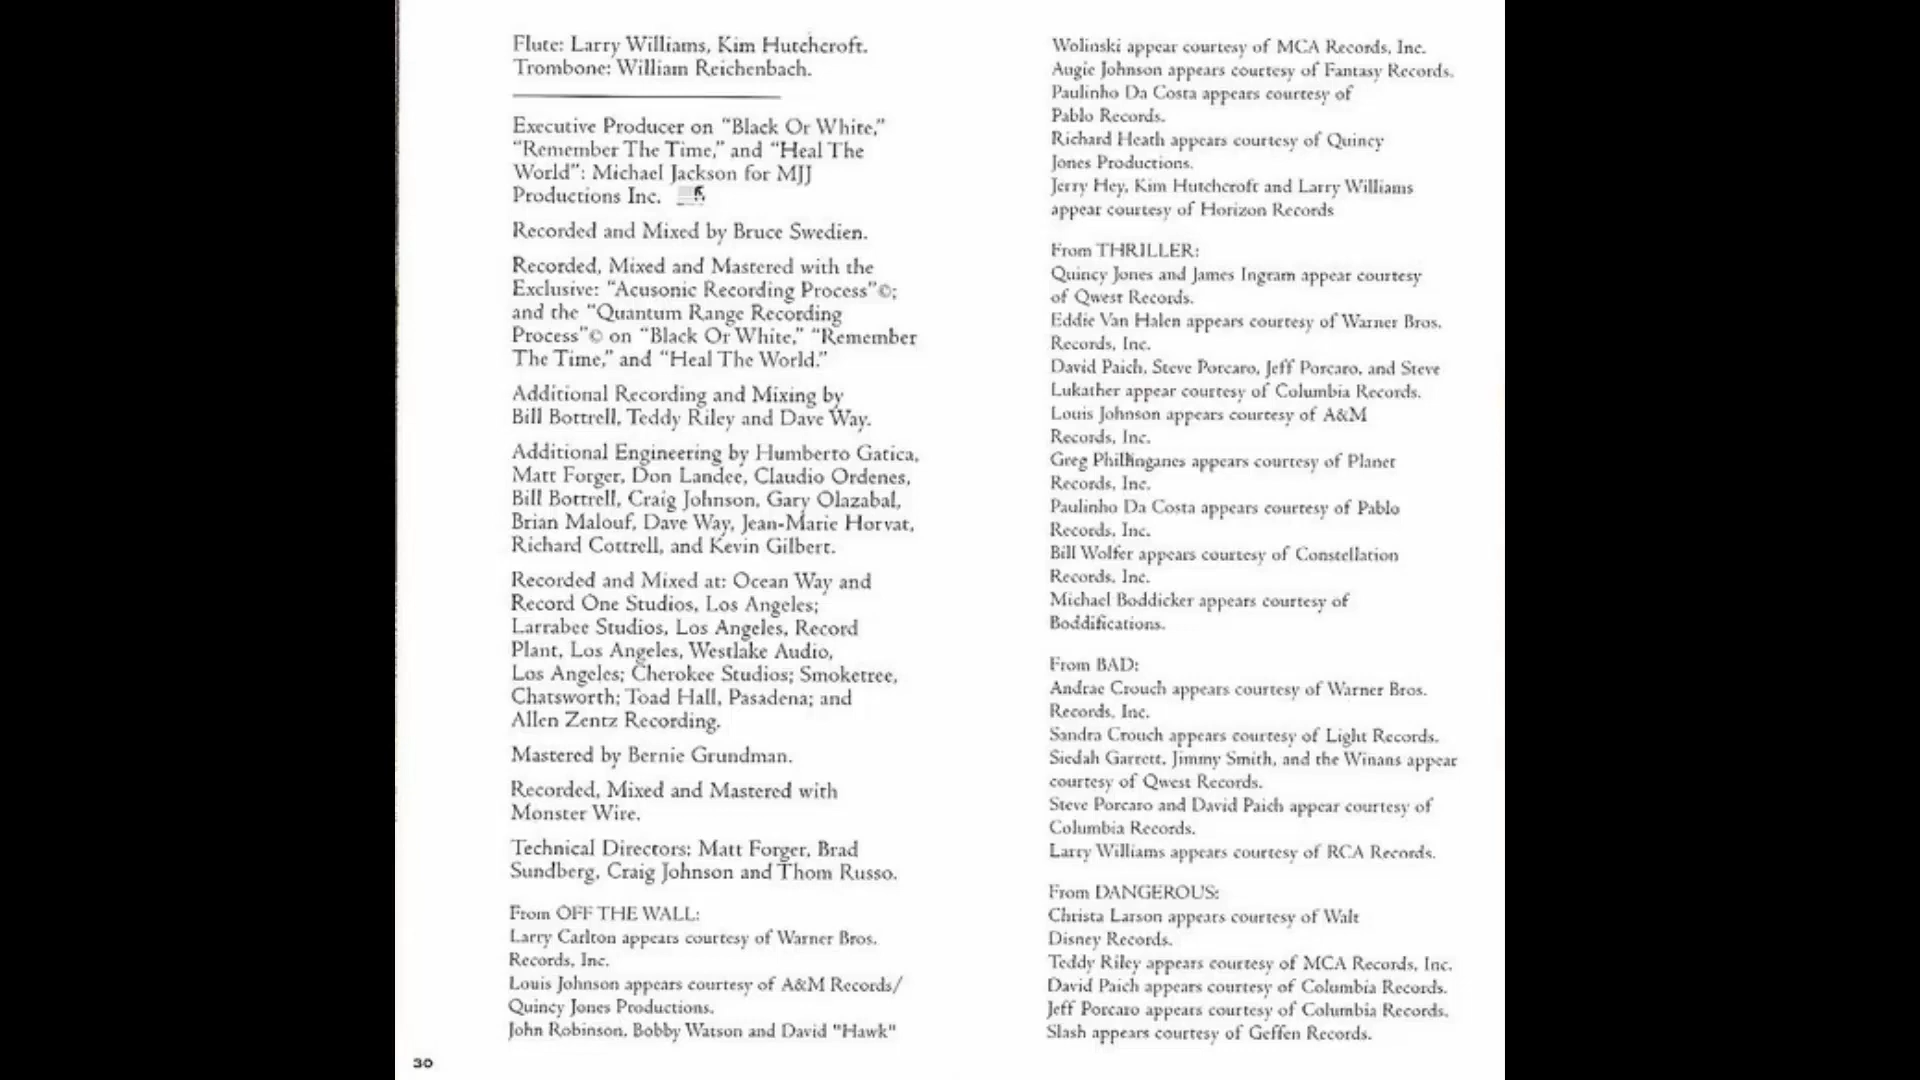 Flute: Larry Williams, Kim Hutchcroft.
Trombone: William Reichenbach.
Executive Producer on “Black Or White,”
“Remember The Time,” and “Heal The
World”: Michael Jackson for MJJ
Productions Inc.
Recorded and Mixed by Bruce Swedien.
Recorded, Mixed and Mastered with the
Exclusive: “Acusonic Recording Process”©;
and the “Quantum Range Recording
Process”© on “Black Or White,” “Remember
The Time,” and “Heal The World.”
Additional Recording and Mixing by
Bill Bottrell, Teddy Riley and Dave Way.
Additional Engineering by Humberto Gatica,
Matt Forger, Don Landee, Claudio Ordenes,
Bill Bottrell, Craig Johnson, Gary Olazabal,
Brian Malouf, Dave Way, Jean-Marie Horvat,
Richard Cottrell, and Kevin Gilbert.
Recorded and Mixed at: Ocean Way and
Record One Studios, Los Angeles;
Larrabee Studios, Los Angeles, Record
Plant, Los Angeles, Westlake Audio,
Los Angeles; Cherokee Studios; Smoketree,
Chatsworth; Toad Hall, Pasadena; and
Allen Zentz Recording.
Mastered by Bernie Grundman.
Recorded, Mixed and Mastered with
Monster Wire.
Technical Directors: Matt Forger, Brad
Sundberg, Craig Johnson and Thom Russo.
From OFF THE WALL:
Larry Carlton appears courtesy of Warner Bros.
Records, Inc.
Louis Johnson appears courtesy of A&M Records/
Quincy Jones Productions.
John Robinson, Bobby Watson and David "Hawk"
30
Wolinski appear courtesy of MCA Records, Inc.
Augie Johnson appears courtesy of Fantasy Records.
Paulinho Da Costa appears courtesy of
Pablo Records.
Richard Heath appears courtesy of Quincy
Jones Productions.
Jerry Hey, Kim Hutchcroft and Larry Williams
appear courtesy of Horizon Records
From THRILLER:
Quincy Jones and James Ingram appear courtesy
of Qwest Records.
Eddie Van Halen appears courtesy of Warner Bros.
Records, Inc.
David Paich, Steve Porcaro, Jeff Porcaro, and Steve
Lukather appear courtesy of Columbia Records.
Louis Johnson appears courtesy of A&M
Records, Inc.
Greg Phillinganes appears courtesy of Planet
Records, Inc.
Paulinho Da Costa appears courtesy of Pablo
Records, Inc.
Bill Wolfer appears courtesy of Constellation
Records, Inc.
Michael Boddicker appears courtesy of
Boddifications.
From BAD:
Andrae Crouch appears courtesy of Warner Bros.
Records, Inc.
Sandra Crouch appears courtesy of Light Records.
Siedah Garrett, Jimmy Smith, and the Winans appear
courtesy of Qwest Records.
Steve Porcaro and David Paich appear courtesy of
Columbia Records.
Larry Williams appears courtesy of RCA Records.
From DANGEROUS:
Christa Larson appears courtesy of Walt
Disney Records.
Teddy Riley appears courtesy of MCA Records, Inc.
David Paich appears courtesy of Columbia Records.
Jeff Porcaro appears courtesy of Columbia Records.
Slash appears courtesy of Geffen Records.